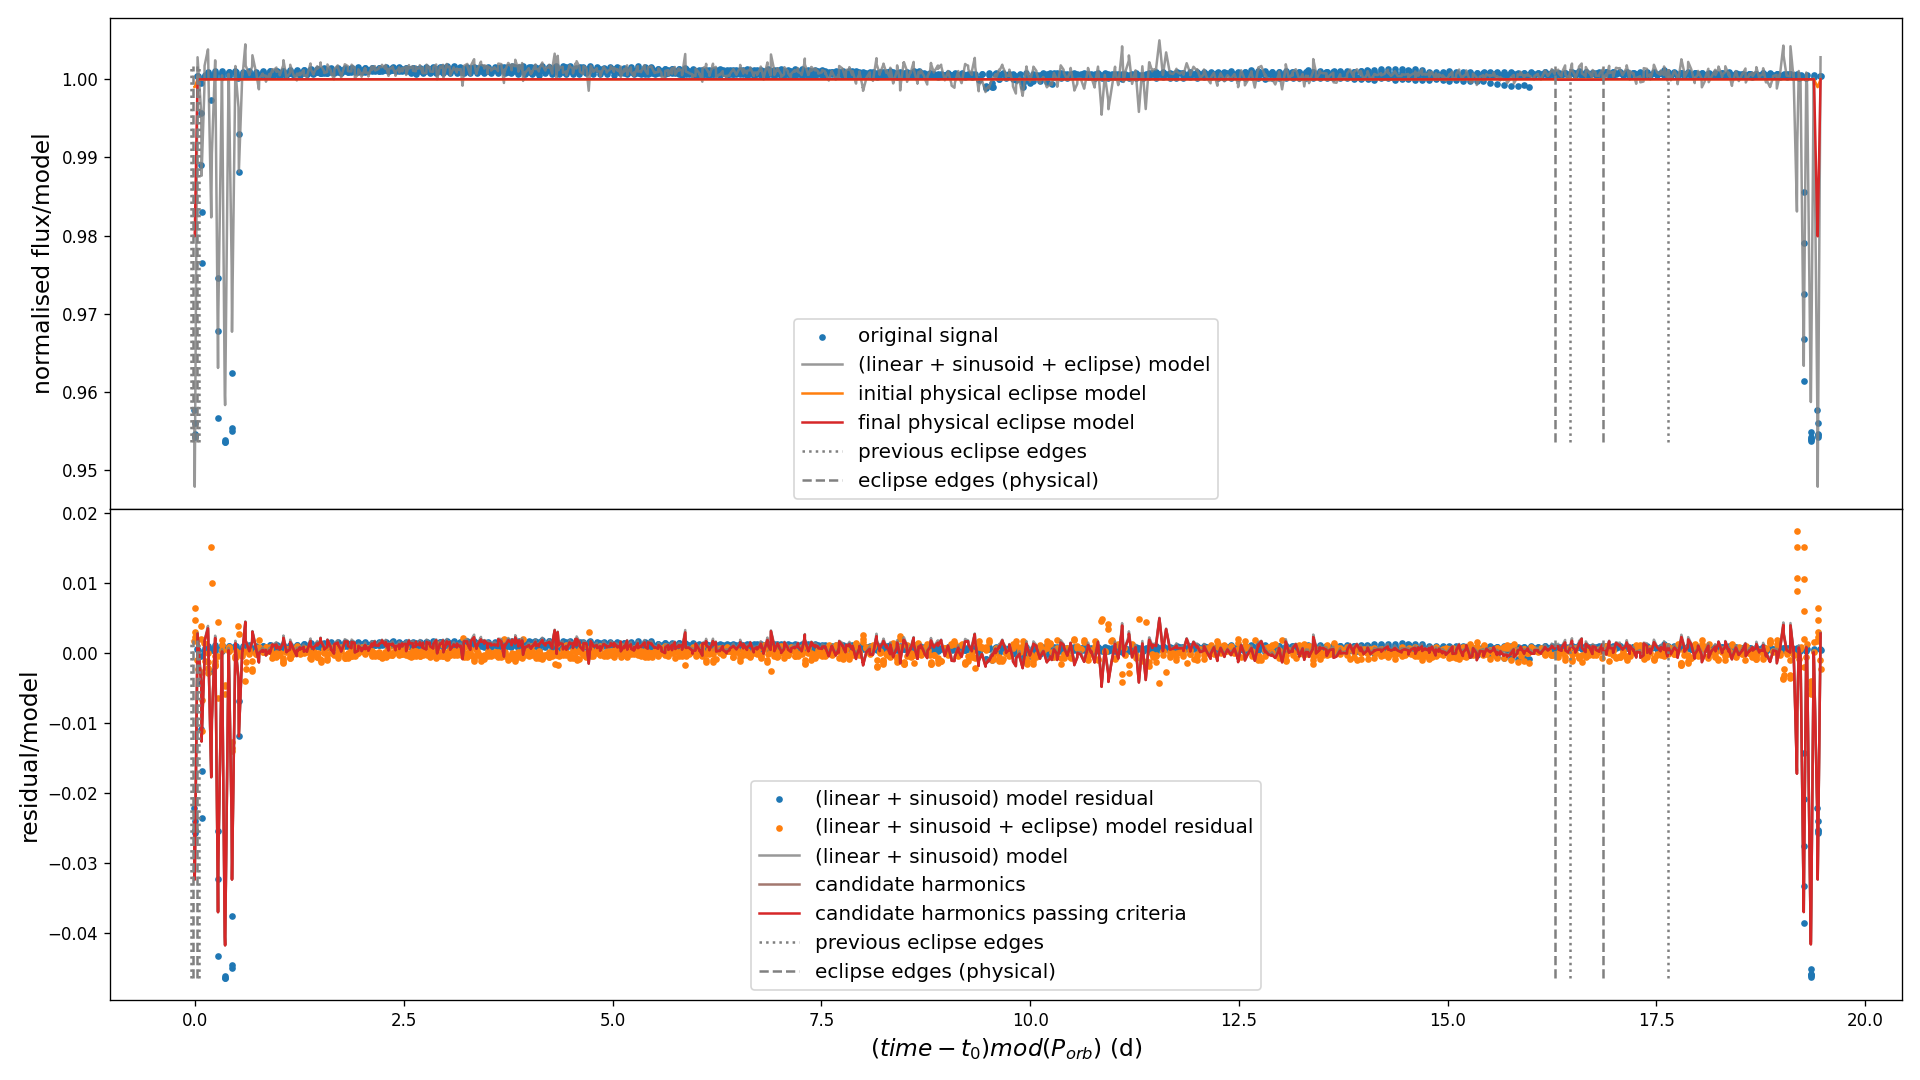 1.00
0.99
0.98
0.97
0.96
0.95
normalised flux/model
original signal
(linear + sinusoid + eclipse) model
initial physical eclipse model
final physical eclipse model
previous eclipse edges
eclipse edges (physical)
0.02
0.01
0.00
−0.01
−0.02
−0.03
−0.04
residual/model
(linear + sinusoid) model residual
(linear + sinusoid + eclipse) model residual
(linear + sinusoid) model
candidate harmonics
candidate harmonics passing criteria
previous eclipse edges
eclipse edges (physical)
0.0 2.5 5.0 7.5 10.0 12.5 15.0 17.5 20.0
(time − t₀)mod(P_orb) (d)